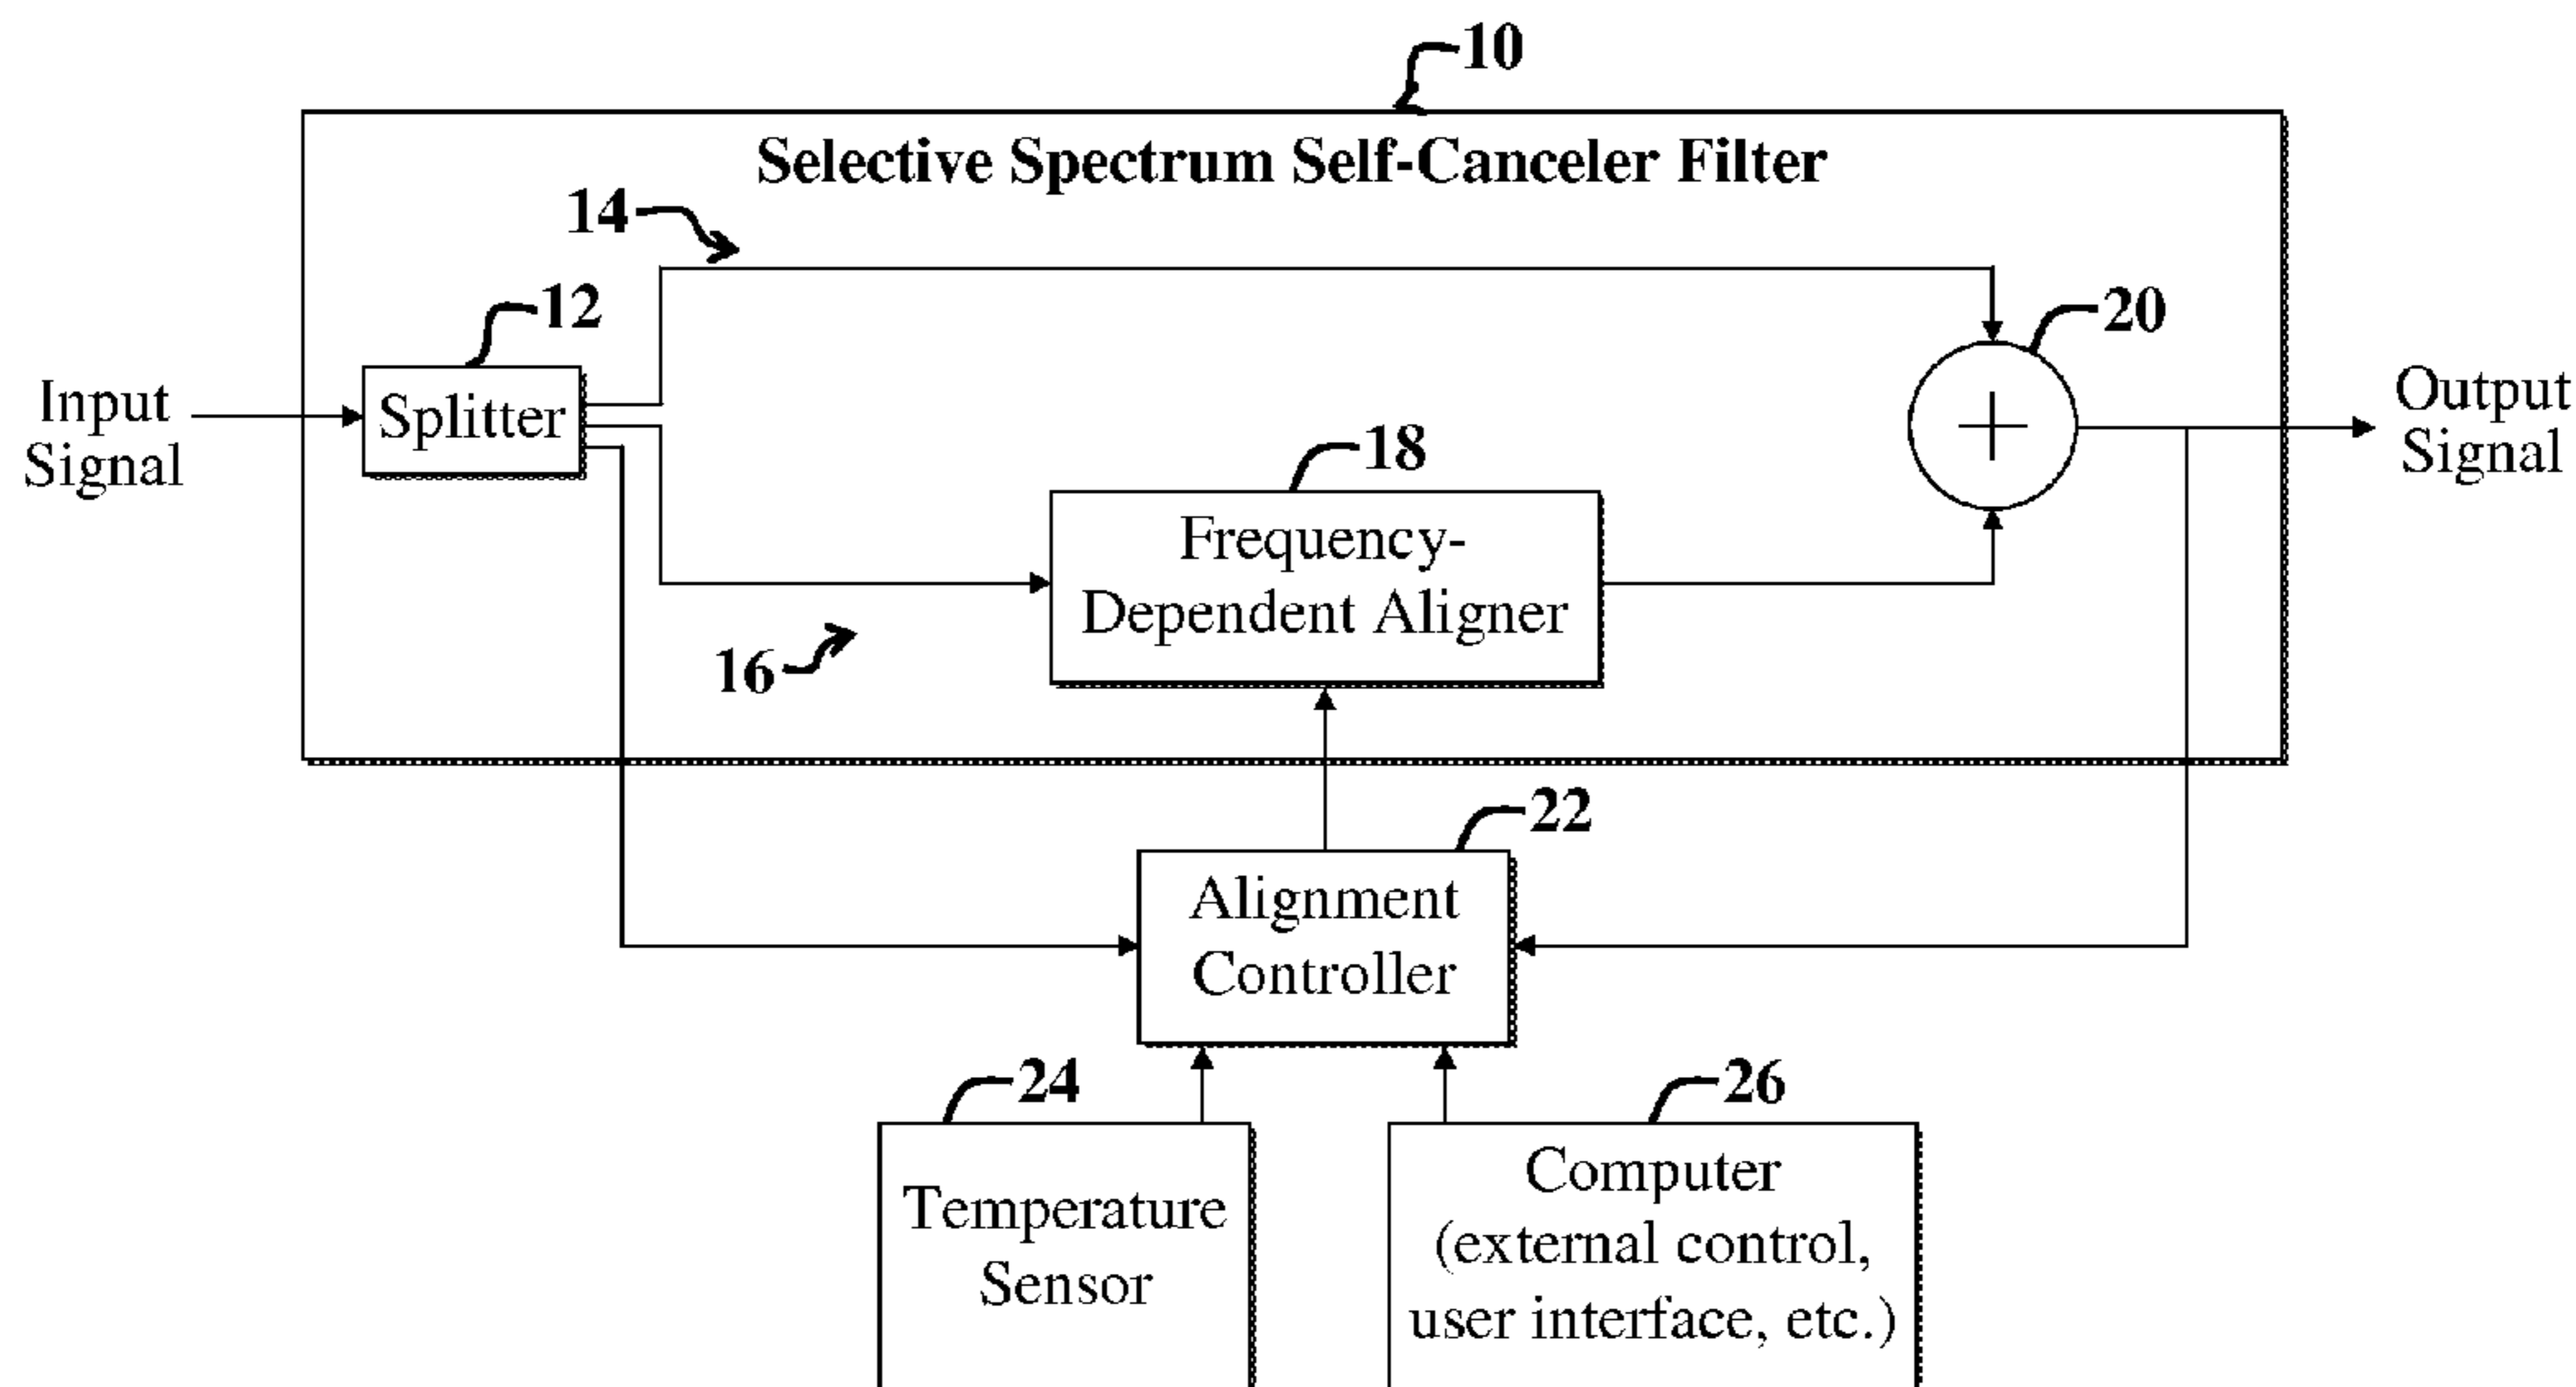 10
Selective Spectrum Self-Canceler Filter
14
12
20
Input
Signal
Splitter
+
Output
Signal
18
Frequency-
Dependent Aligner
16
22
Alignment
Controller
24
26
Temperature
Sensor
Computer
(external control,
user interface, etc.)